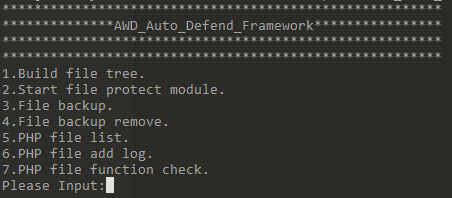 *******************************************************
**************AWD_Auto_Defend_Framework****************
*******************************************************
*******************************************************
1.Build file tree.
2.Start file protect module.
3.File backup.
4.File backup remove.
5.PHP file list.
6.PHP file add log.
7.PHP file function check.
Please Input: